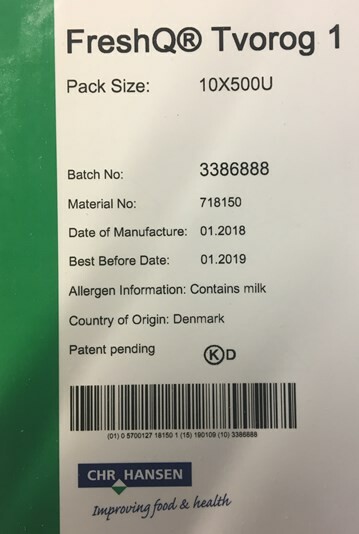 FreshQ® Tvorog 1
Pack Size: 10X500U
Batch No: 3386888
Material No: 718150
Date of Manufacture: 01.2018
Best Before Date: 01.2019
Allergen Information: Contains milk
Country of Origin: Denmark
Patent pending K D
(01) 0 5700127 18150 1 (15) 190109 (10) 3386888
CHR HANSEN
Improving food & health